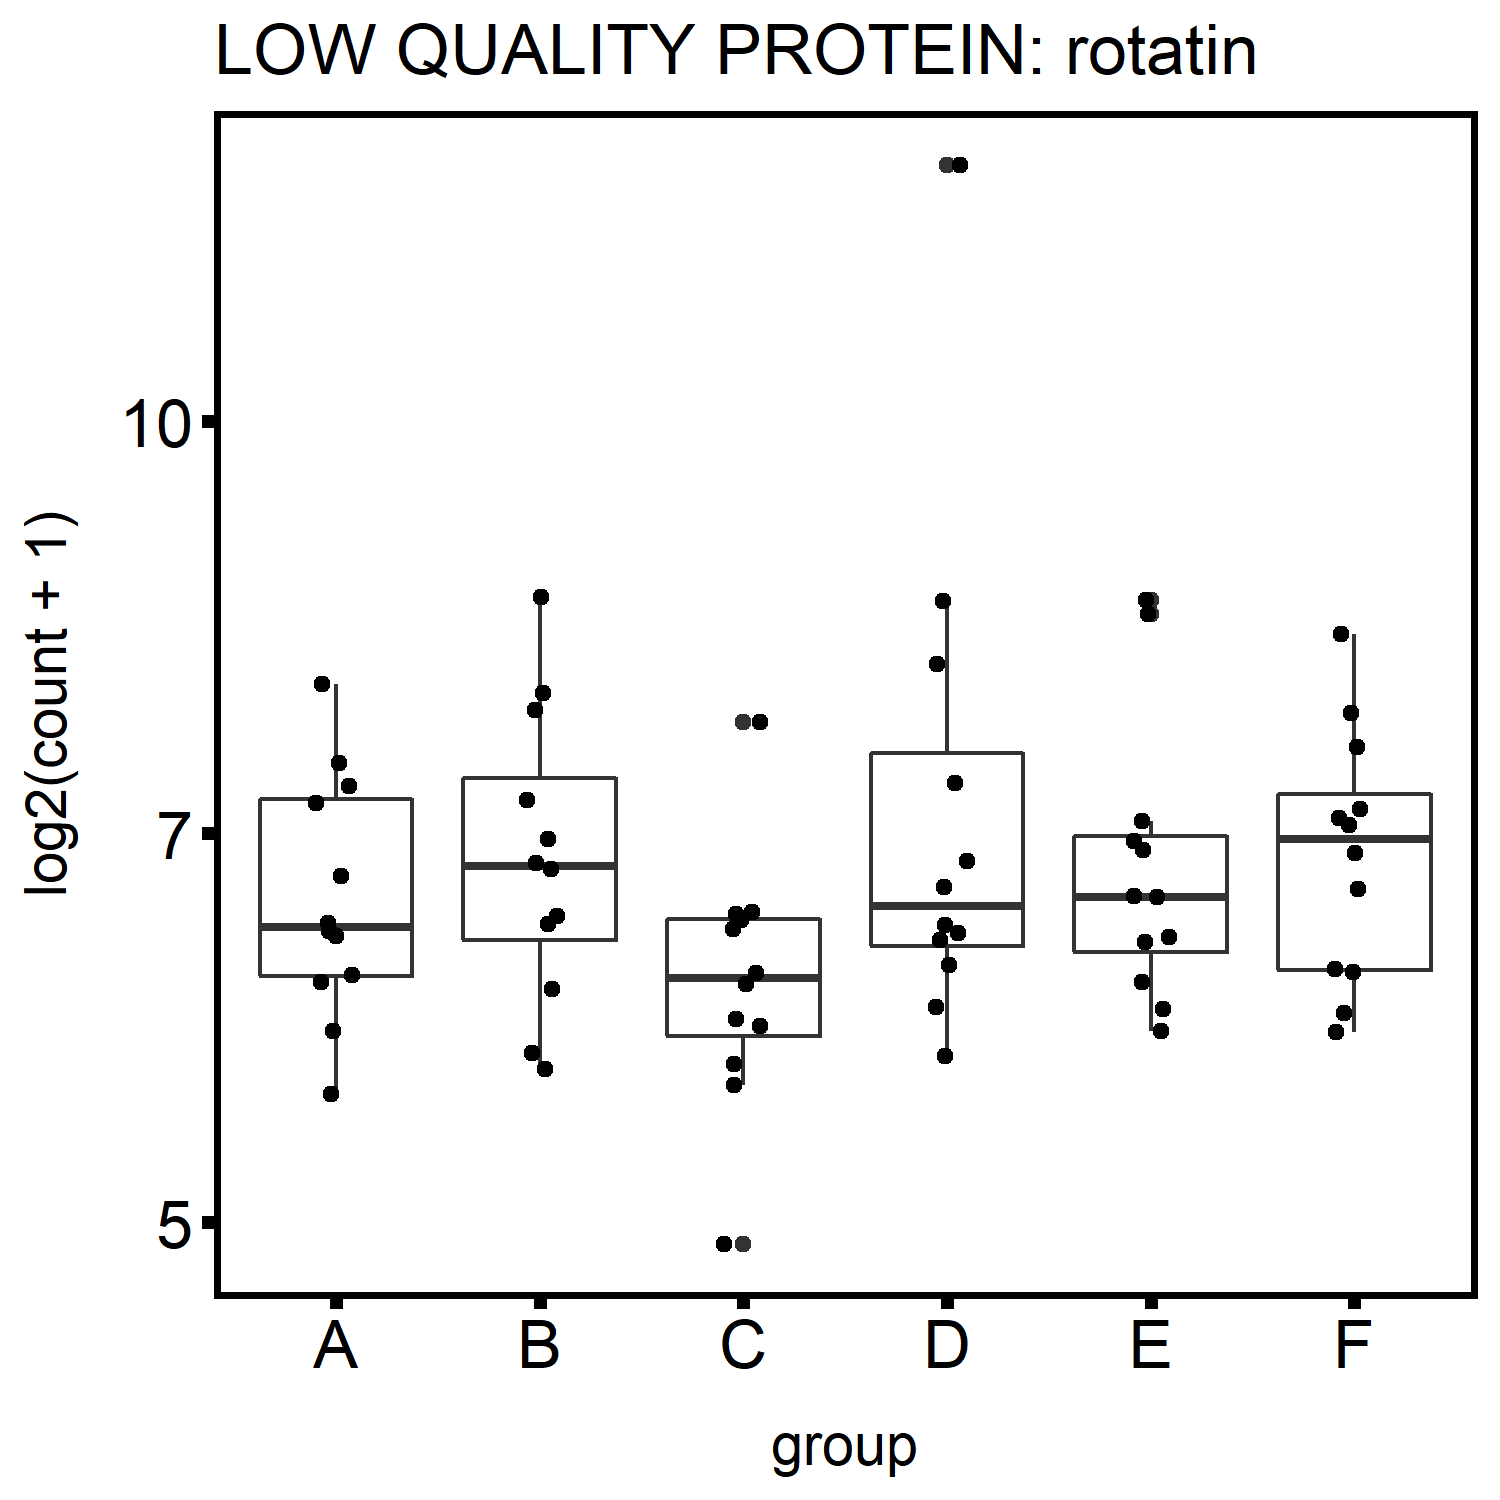 LOW QUALITY PROTEIN: rotatin
log2(count + 1)
10
7
5
A B C D E F
group